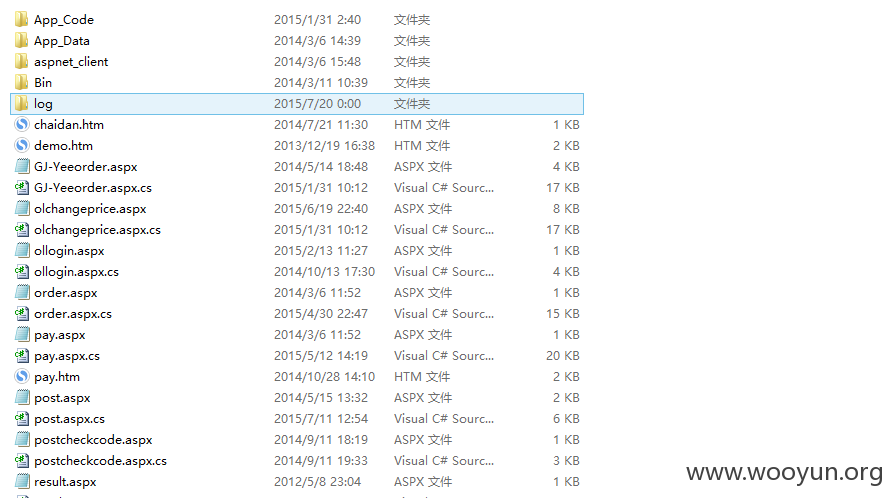 App_Code 2015/1/31 2:40 文件夹
App_Data 2014/3/6 14:39 文件夹
aspnet_client 2014/3/6 15:48 文件夹
Bin 2014/3/11 10:39 文件夹
log 2015/7/20 0:00 文件夹
chaidan.htm 2014/7/21 11:30 HTM 文件 1 KB
demo.htm 2013/12/19 16:38 HTM 文件 2 KB
GJ-Yeeorder.aspx 2014/5/14 18:48 ASPX 文件 4 KB
GJ-Yeeorder.aspx.cs 2015/1/31 10:12 Visual C# Sourc... 17 KB
olchangeprice.aspx 2015/6/19 22:40 ASPX 文件 8 KB
olchangeprice.aspx.cs 2015/1/31 10:12 Visual C# Sourc... 17 KB
ollogin.aspx 2015/2/13 11:27 ASPX 文件 1 KB
ollogin.aspx.cs 2014/10/13 17:30 Visual C# Sourc... 4 KB
order.aspx 2014/3/6 11:52 ASPX 文件 1 KB
order.aspx.cs 2015/4/30 22:47 Visual C# Sourc... 15 KB
pay.aspx 2014/3/6 11:52 ASPX 文件 1 KB
pay.aspx.cs 2015/5/12 14:19 Visual C# Sourc... 20 KB
pay.htm 2014/10/28 14:10 HTM 文件 2 KB
post.aspx 2014/5/15 13:32 ASPX 文件 2 KB
post.aspx.cs 2015/7/11 12:54 Visual C# Sourc... 6 KB
postcheckcode.aspx 2014/9/11 18:19 ASPX 文件 1 KB
postcheckcode.aspx.cs 2014/9/11 19:33 Visual C# Sourc... 3 KB
result.aspx 2012/5/8 23:04 ASPX 文件 1 KB
www.wooyun.org